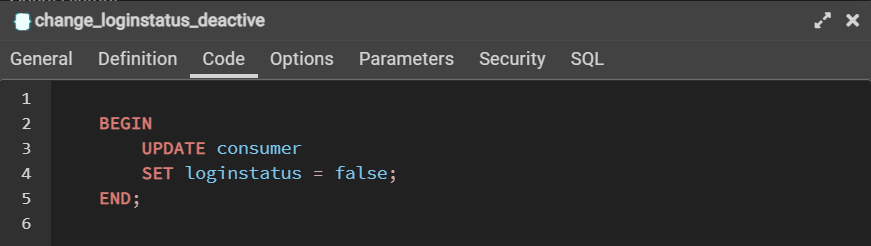 change_loginstatus_deactive
General Definition Code Options Parameters Security SQL
1
2 BEGIN
3 UPDATE consumer
4 SET loginstatus = false;
5 END;
6